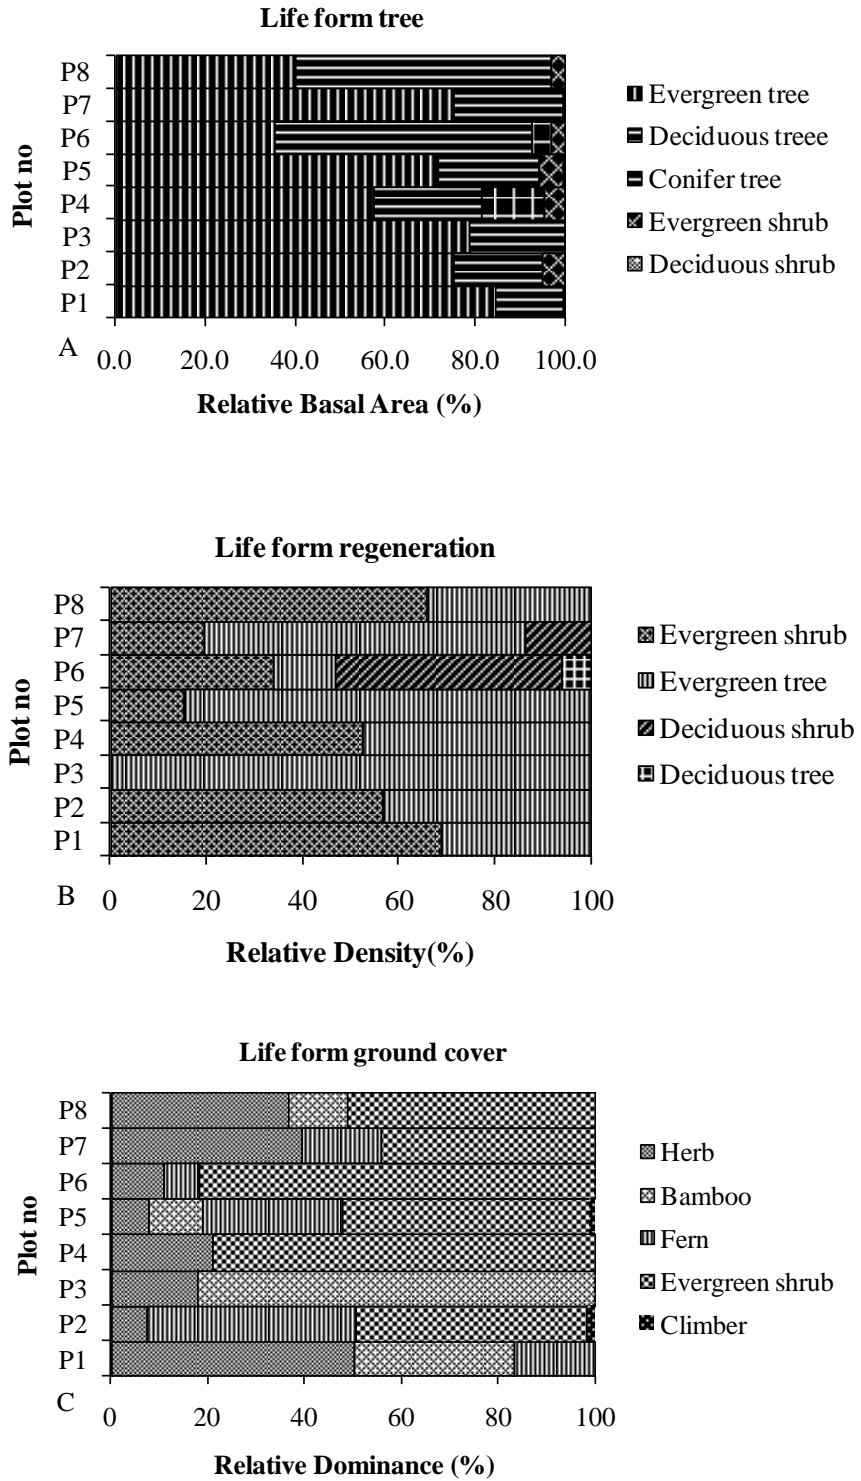 Life form tree
Plot no
P8
P7
P6
P5
P4
P3
P2
P1
Evergreen tree
Deciduous treee
Conifer tree
Evergreen shrub
Deciduous shrub
A
0.0 20.0 40.0 60.0 80.0 100.0
Relative Basal Area (%)
Life form regeneration
Plot no
P8
P7
P6
P5
P4
P3
P2
P1
Evergreen shrub
Evergreen tree
Deciduous shrub
Deciduous tree
B
0 20 40 60 80 100
Relative Density(%)
Life form ground cover
Plot no
P8
P7
P6
P5
P4
P3
P2
P1
Herb
Bamboo
Fern
Evergreen shrub
Climber
C
0 20 40 60 80 100
Relative Dominance (%)